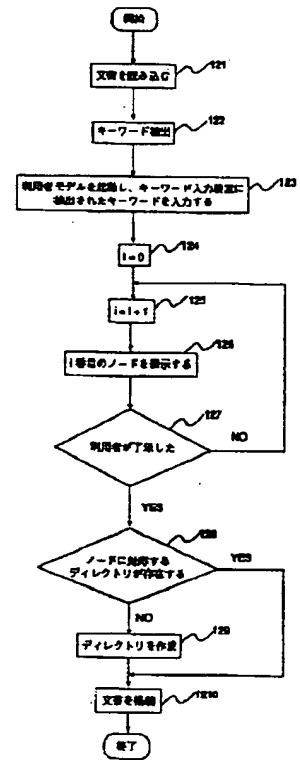 開始
文書を読み込む
121
キーワード抽出
122
利用者モデルを起動し、キーワード入力装置に
抽出されたキーワードを入力する
123
i=0
124
i=i+1
125
i番目のノードを表示する
126
利用者が了承した
127
NO
YES
ノードに対応する
ディレクトリが存在する
128
YES
NO
ディレクトリを作成
129
文書を格納
1210
終了